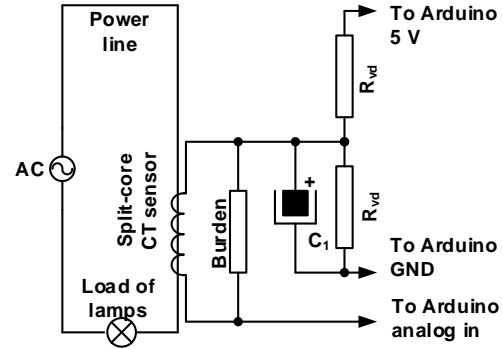 Power
line
To Arduino
5 V
Rvd
AC
Split-core
CT sensor
Burden
+
C1
Rvd
To Arduino
GND
Load of
lamps
To Arduino
analog in